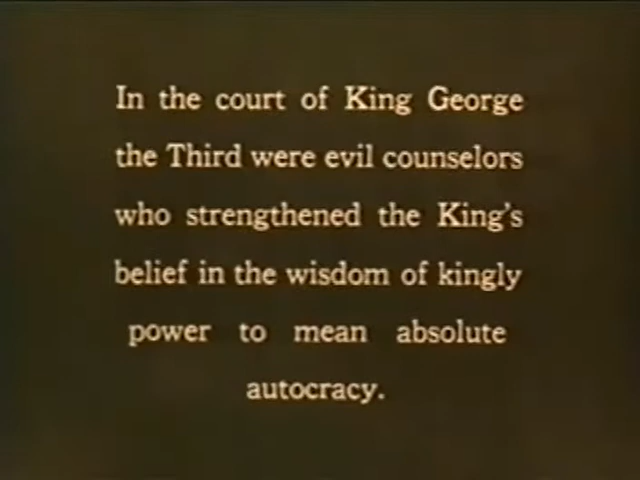 In the court of King George
the Third were evil counselors
who strengthened the King's
belief in the wisdom of kingly
power to mean absolute
autocracy.